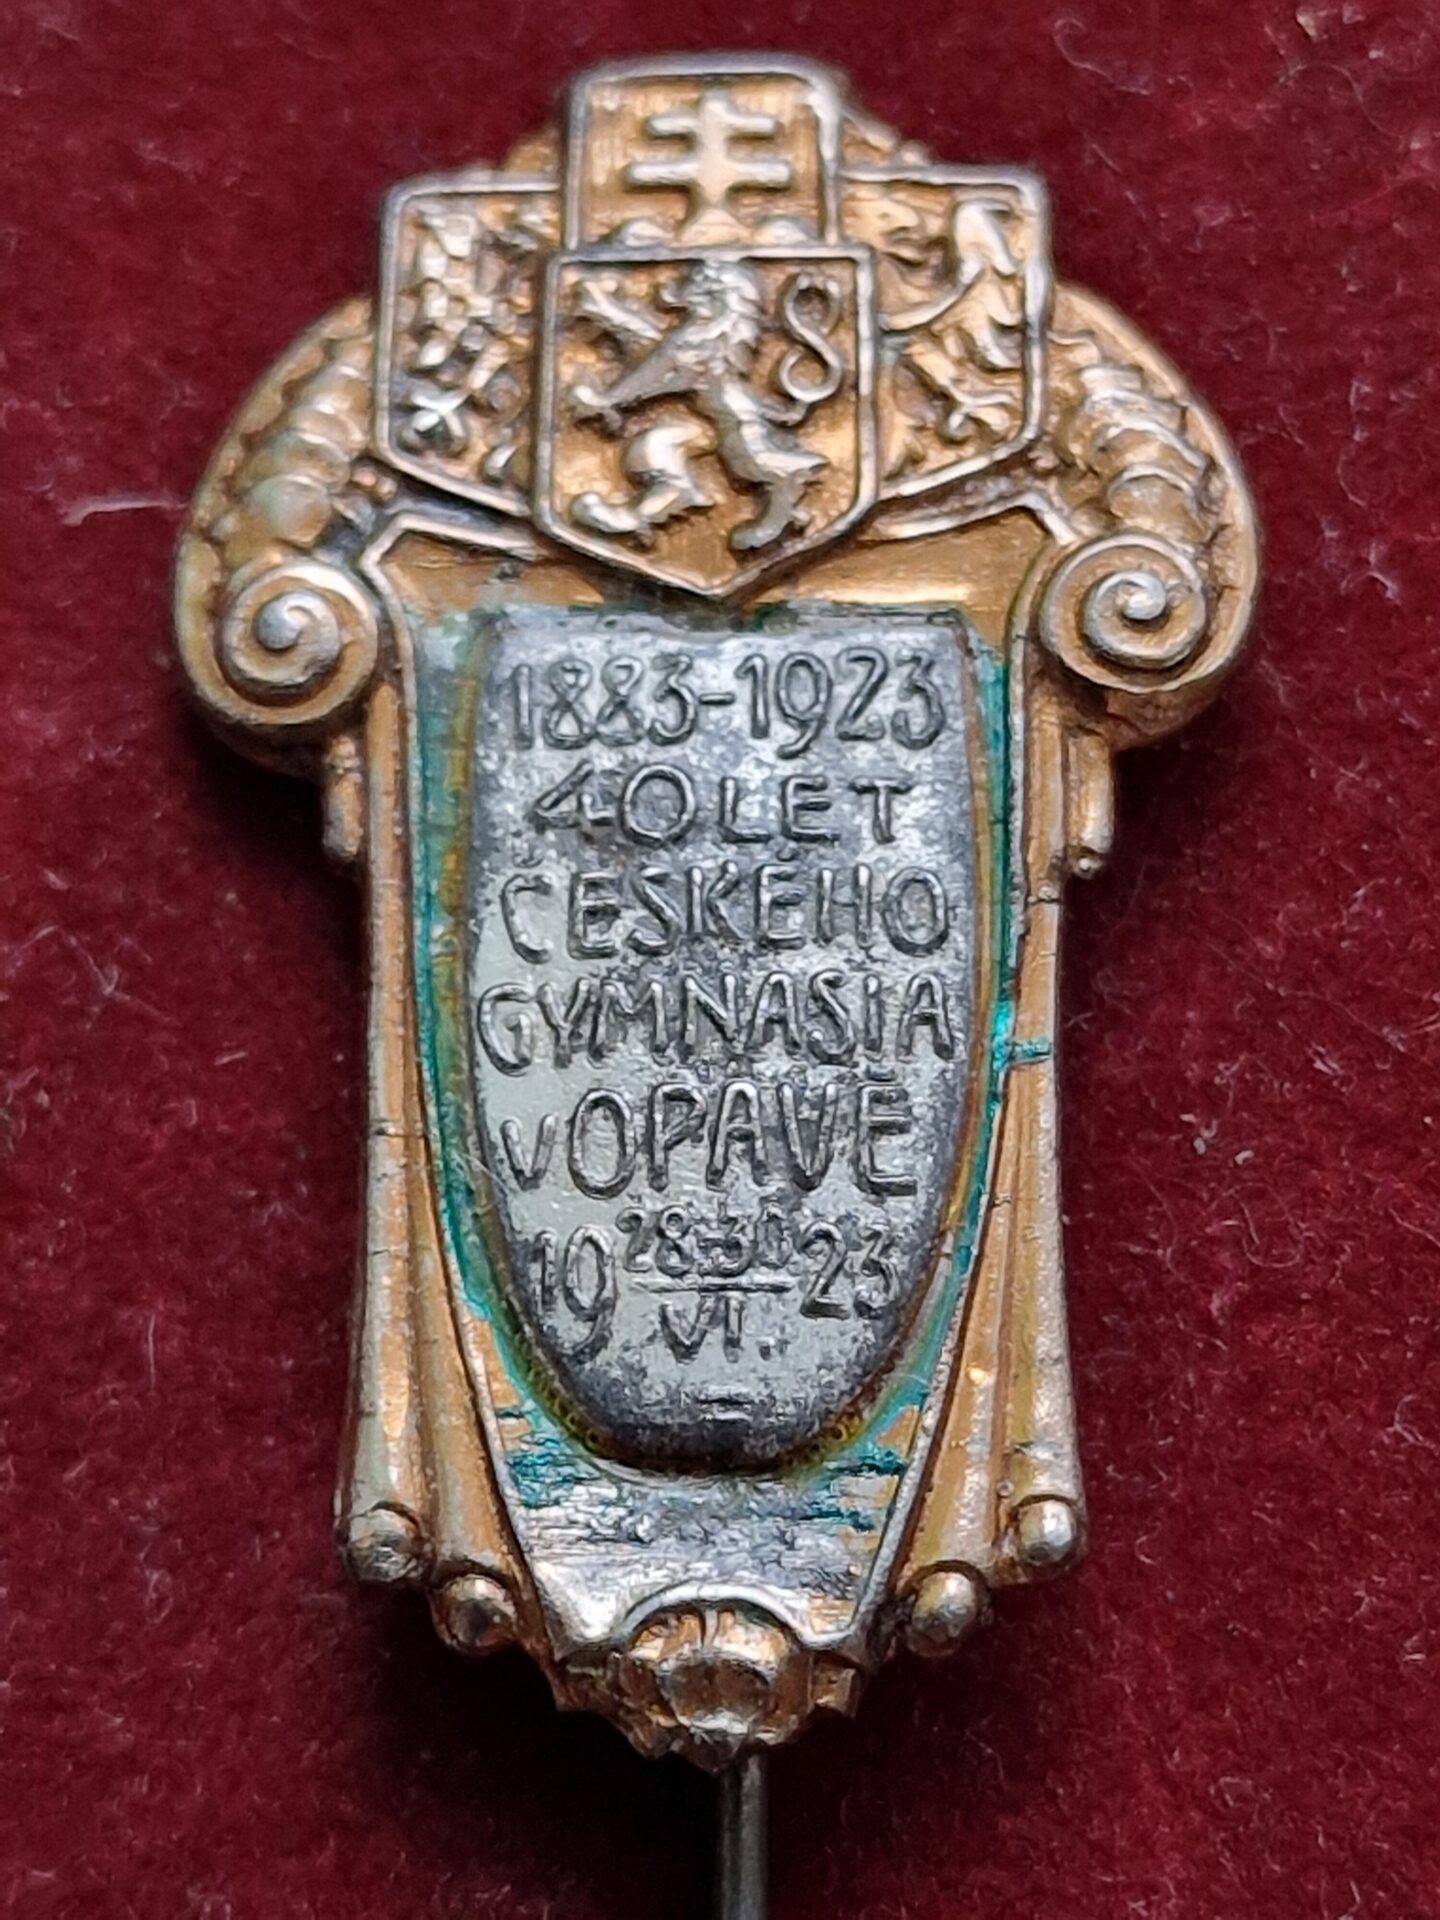 1883-1923
40 LET
ČESKÉHO
GYMNASIA
V OPAVĚ
19 28.-30. 23
VI.